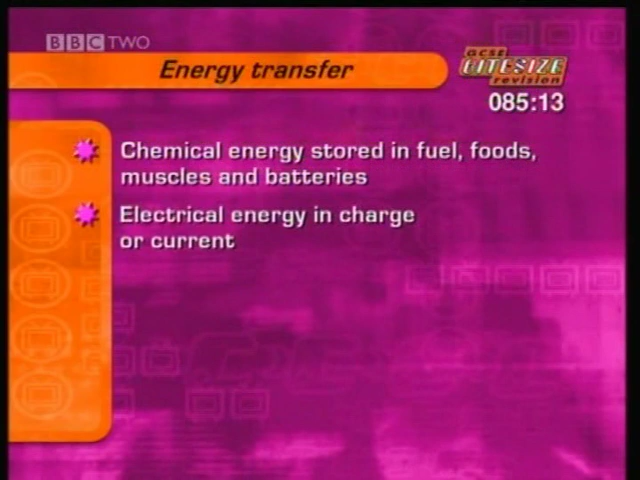 BBC TWO
Energy transfer
GCSE
BITESIZE
revision
085:13
Chemical energy stored in fuel, foods,
muscles and batteries
Electrical energy in charge
or current